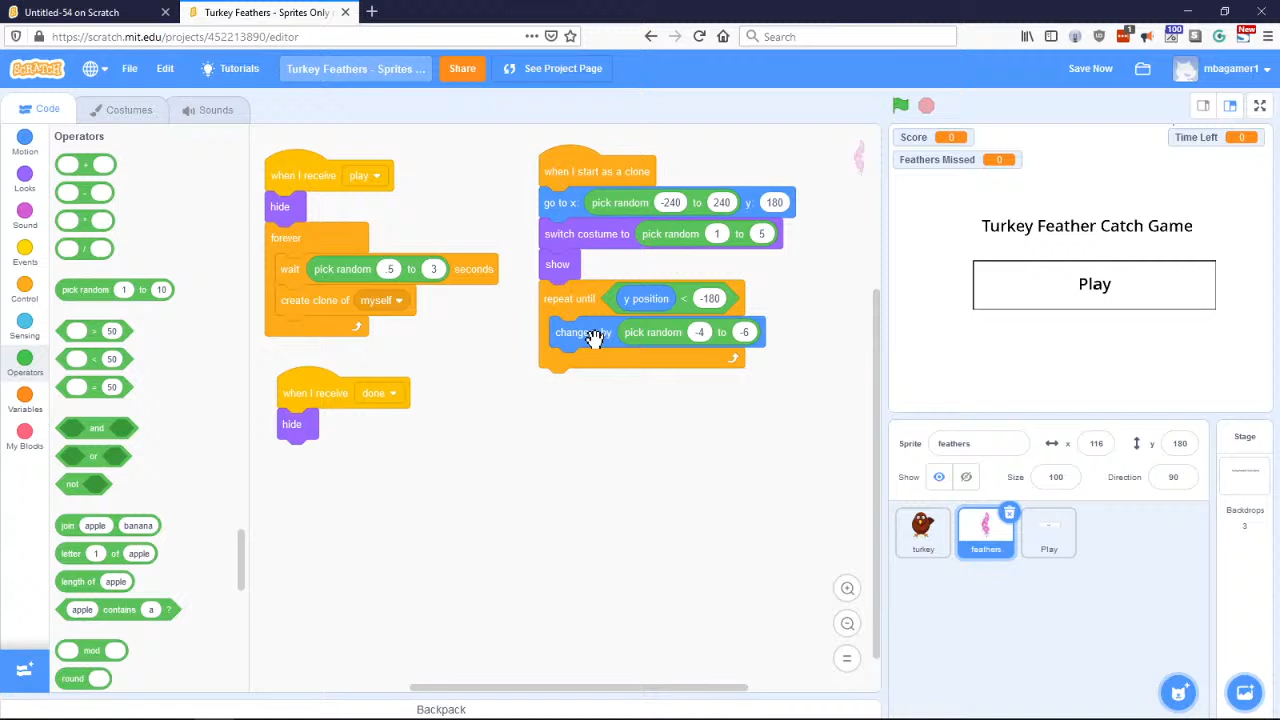 Untitled-54 on Scratch
Turkey Feathers - Sprites Only
https://scratch.mit.edu/projects/452213890/editor
Search
1
100
New
SCRATCH
File
Edit
Tutorials
Turkey Feathers - Sprites ...
Share
See Project Page
Save Now
mbagamer1
Code
Costumes
Sounds
Motion
Looks
Sound
Events
Control
Sensing
Operators
Variables
My Blocks
Operators
+
-
*
/
pick random 1 to 10
> 50
< 50
= 50
and
or
not
join apple banana
letter 1 of apple
length of apple
apple contains a ?
mod
round
when I receive play
hide
forever
wait pick random .5 to 3 seconds
create clone of myself
when I receive done
hide
when I start as a clone
go to x: pick random -240 to 240 y: 180
switch costume to pick random 1 to 5
show
repeat until y position < -180
pick random -4 to -6
Backpack
Score 0
Time Left 0
Feathers Missed 0
Turkey Feather Catch Game
Play
Sprite feathers x 116 y 180
Show Size 100 Direction 90
turkey
feathers
Play
Stage
Backdrops
3